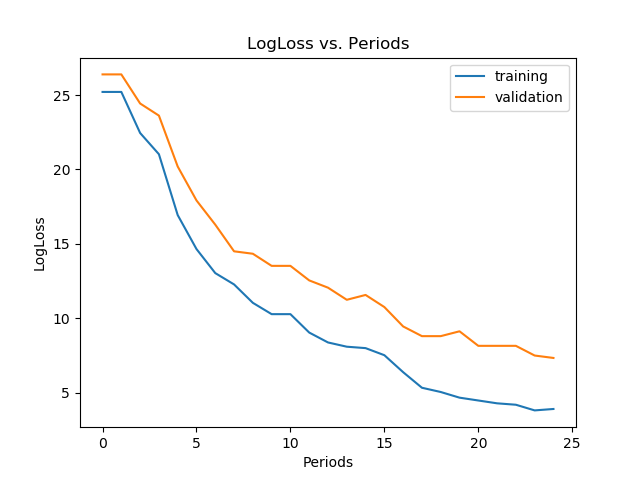 LogLoss vs. Periods
training
validation
25
20
15
10
5
LogLoss
0 5 10 15 20 25
Periods